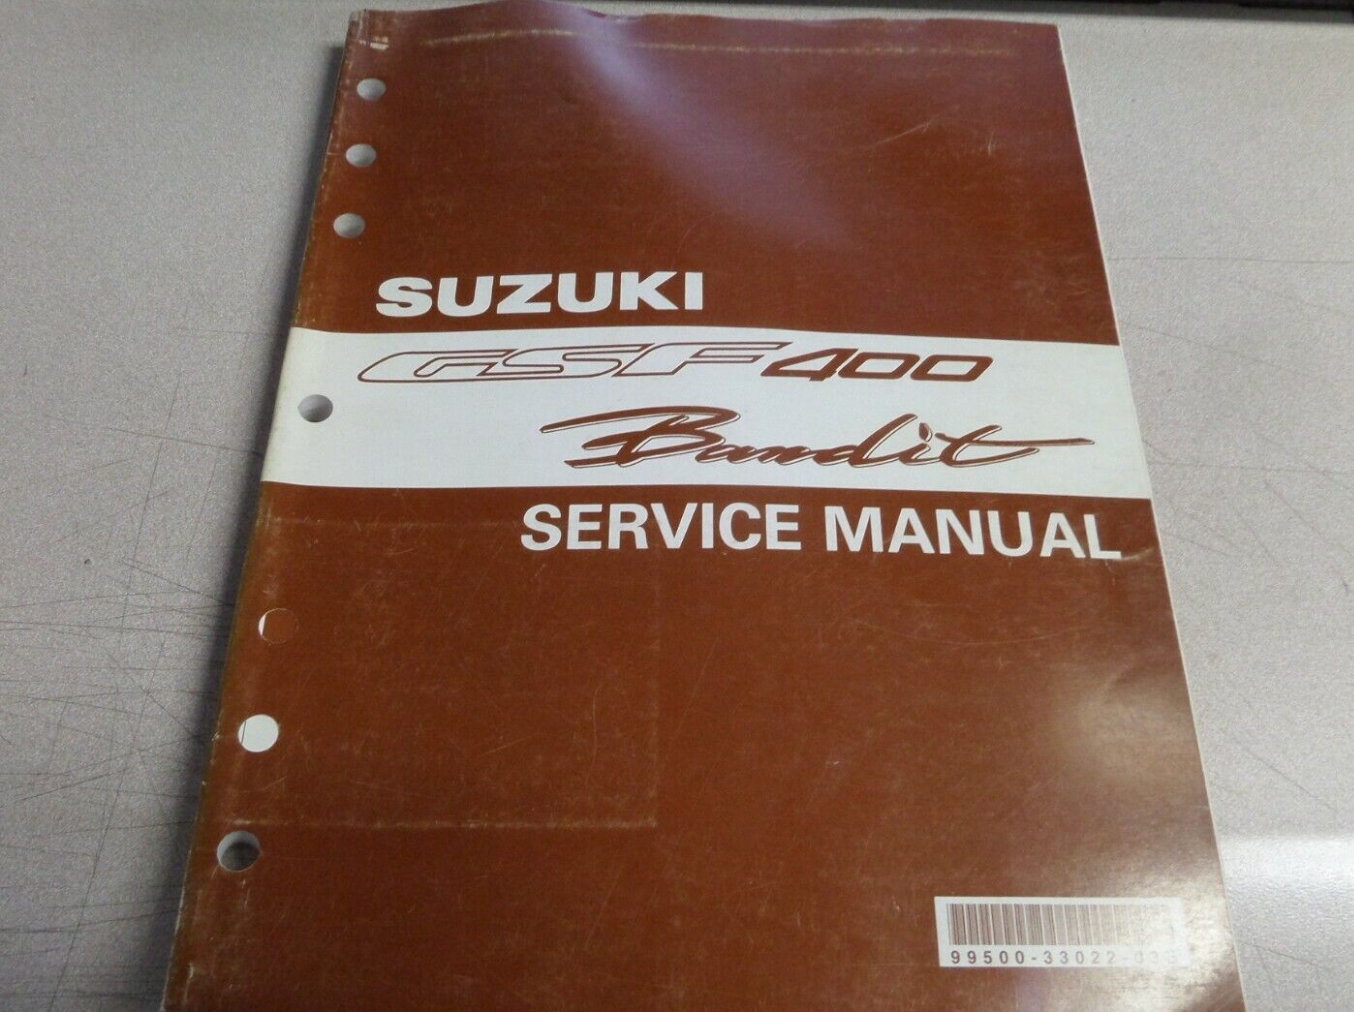 SUZUKI
GSF400
Bandit
SERVICE MANUAL